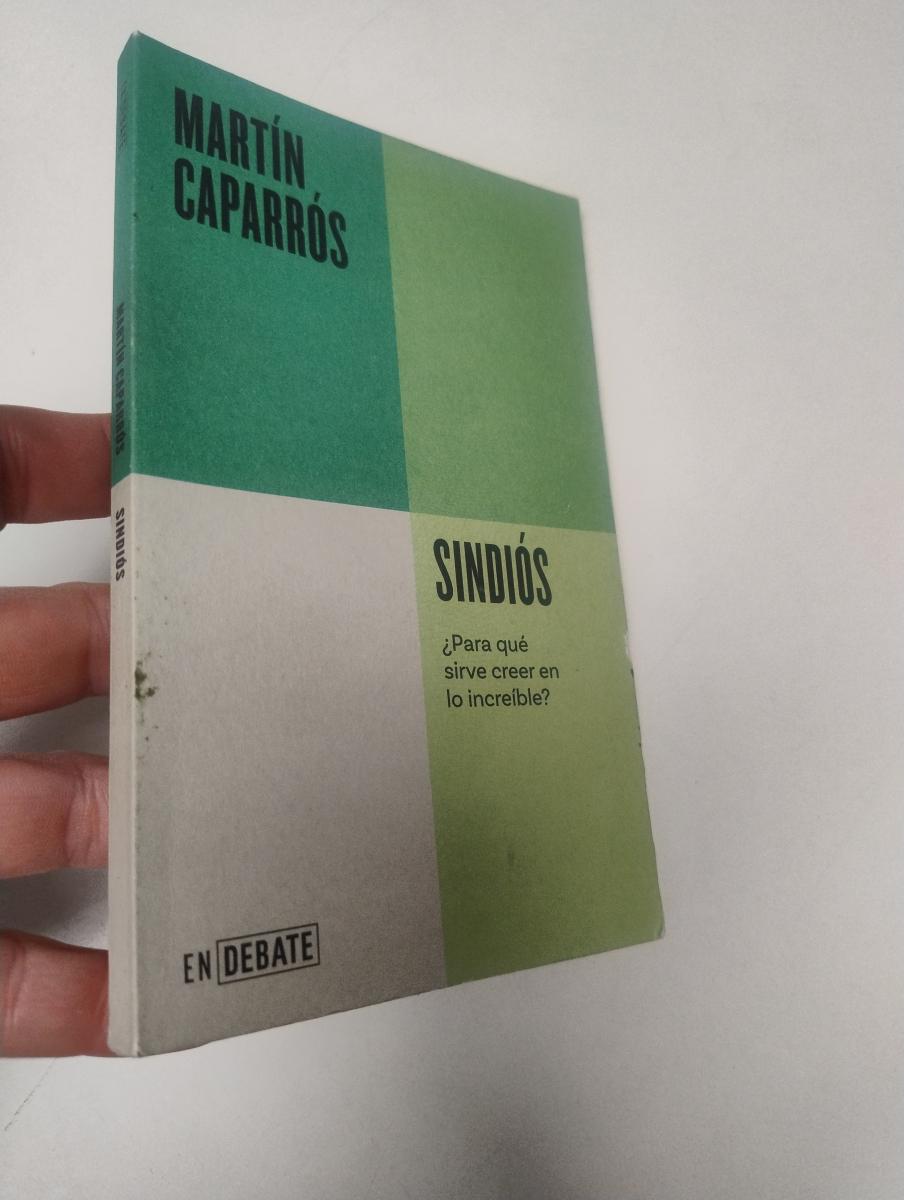 MARTÍN
CAPARRÓS
SINDIÓS
¿Para qué
sirve creer en
lo increíble?
EN DEBATE
MARTÍN CAPARRÓS
SINDIÓS